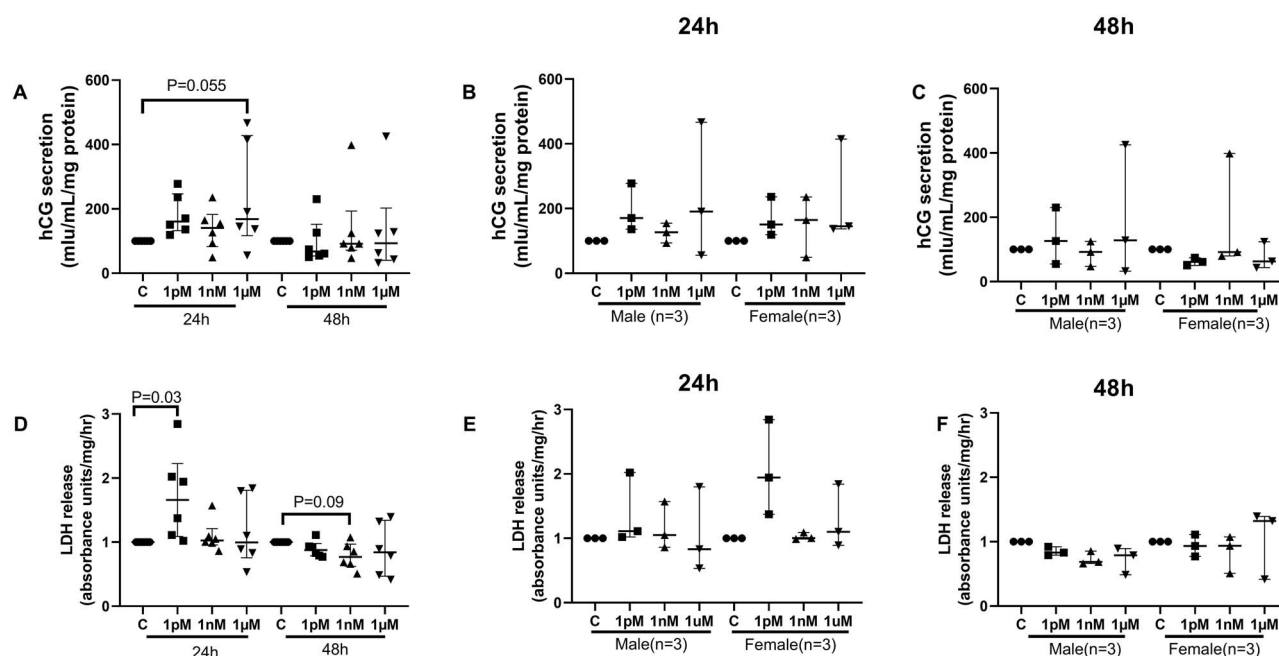 24h
48h
A
hCG secretion
(mIu/mL/mg protein)
600
400
200
0
P=0.055
C 1pM 1nM 1μM C 1pM 1nM 1μM
24h 48h
B
hCG secretion
(mIu/mL/mg protein)
600
400
200
0
C 1pM 1nM 1μM C 1pM 1nM 1μM
Male (n=3) Female(n=3)
C
hCG secretion
(mIu/mL/mg protein)
600
400
200
0
C 1pM 1nM 1μM C 1pM 1nM 1μM
Male(n=3) Female(n=3)
24h
48h
D
LDH release
(absorbance units/mg/hr)
3
2
1
0
P=0.03
P=0.09
C 1pM 1nM 1μM C 1pM 1nM 1μM
24h 48h
E
LDH release
(absorbance units/mg/hr)
3
2
1
0
C 1pM 1nM 1uM C 1pM 1nM 1uM
Male(n=3) Female(n=3)
F
LDH release
(absorbance units/mg/hr)
3
2
1
0
C 1pM 1nM 1μM C 1pM 1nM 1μM
Male(n=3) Female(n=3)